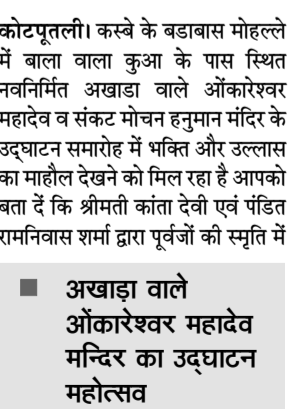 कोटपूतली। कस्बे के बडाबास मोहल्ले
में बाला वाला कुआ के पास स्थित
नवनिर्मित अखाडा वाले ओंकारेश्वर
महादेव व संकट मोचन हनुमान मंदिर के
उद्घाटन समारोह में भक्ति और उल्लास
का माहौल देखने को मिल रहा है आपको
बता दें कि श्रीमती कांता देवी एवं पंडित
रामनिवास शर्मा द्वारा पूर्वजों की स्मृति में
अखाड़ा वाले
ओंकारेश्वर महादेव
मन्दिर का उद्घाटन
महोत्सव